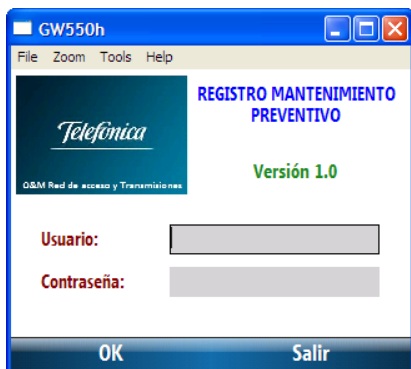 GW550h
File Zoom Tools Help
Telefónica
O&M Red de acceso y Transmisiones
REGISTRO MANTENIMIENTO
PREVENTIVO
Versión 1.0
Usuario:
Contraseña:
OK Salir